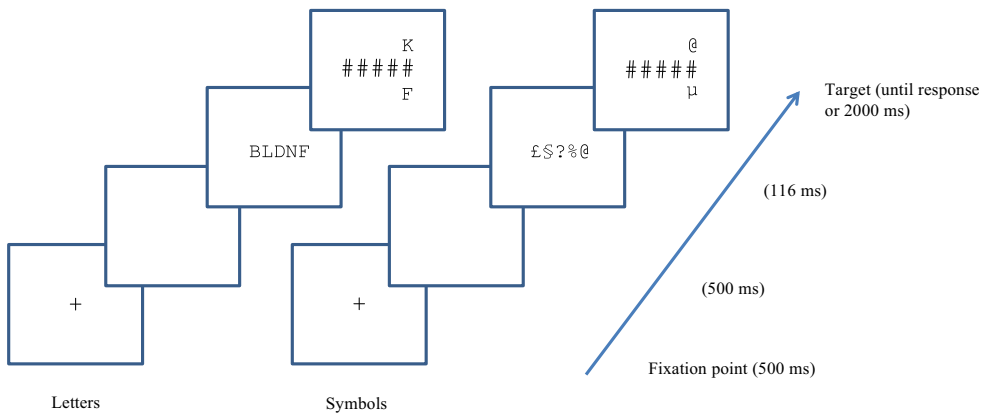 K
# # # # #
F
@
# # # # #
µ
Target (until response
or 2000 ms)
BLDNF
£§?%@
(116 ms)
(500 ms)
+
+
Fixation point (500 ms)
Letters
Symbols